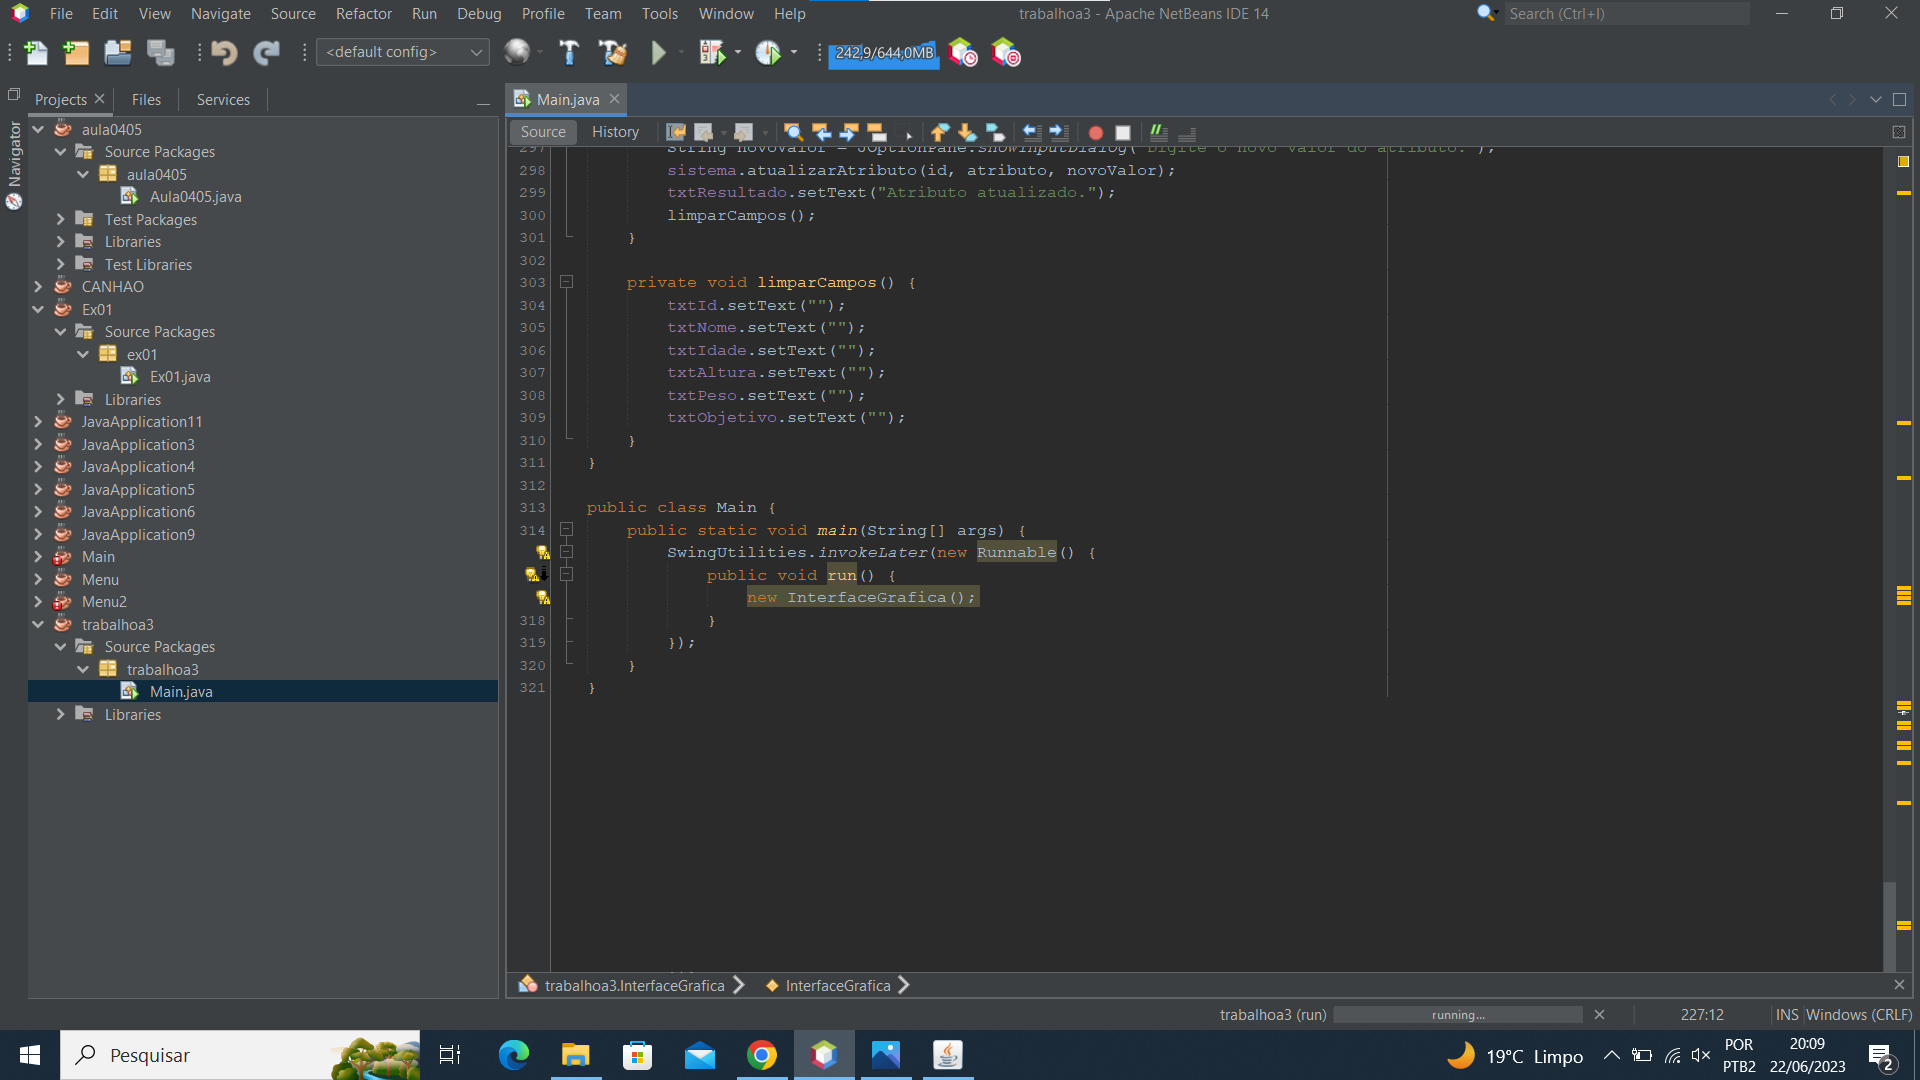 File Edit View Navigate Source Refactor Run Debug Profile Team Tools Window Help
trabalhoa3 - Apache NetBeans IDE 14
Search (Ctrl+I)
<default config>
242,9/644,0MB
Projects
Files
Services
Navigator
aula0405
Source Packages
aula0405
Aula0405.java
Test Packages
Libraries
Test Libraries
CANHAO
Ex01
Source Packages
ex01
Ex01.java
Libraries
JavaApplication11
JavaApplication3
JavaApplication4
JavaApplication5
JavaApplication6
JavaApplication9
Main
Menu
Menu2
trabalhoa3
Source Packages
trabalhoa3
Main.java
Libraries
Main.java
Source History
297 String novoValor = JOptionPane.showInputDialog("Digite o novo valor do atributo:");
298 sistema.atualizarAtributo(id, atributo, novoValor);
299 txtResultado.setText("Atributo atualizado.");
300 limparCampos();
301 }
302
303 private void limparCampos() {
304 txtId.setText("");
305 txtNome.setText("");
306 txtIdade.setText("");
307 txtAltura.setText("");
308 txtPeso.setText("");
309 txtObjetivo.setText("");
310 }
311 }
312
313 public class Main {
314 public static void main(String[] args) {
SwingUtilities.invokeLater(new Runnable() {
public void run() {
new InterfaceGrafica();
318 }
319 });
320 }
321 }
trabalhoa3.InterfaceGrafica
InterfaceGrafica
trabalhoa3 (run)
running...
227:12
INS
Windows (CRLF)
Pesquisar
19°C Limpo
POR
PTB2
20:09
22/06/2023
2